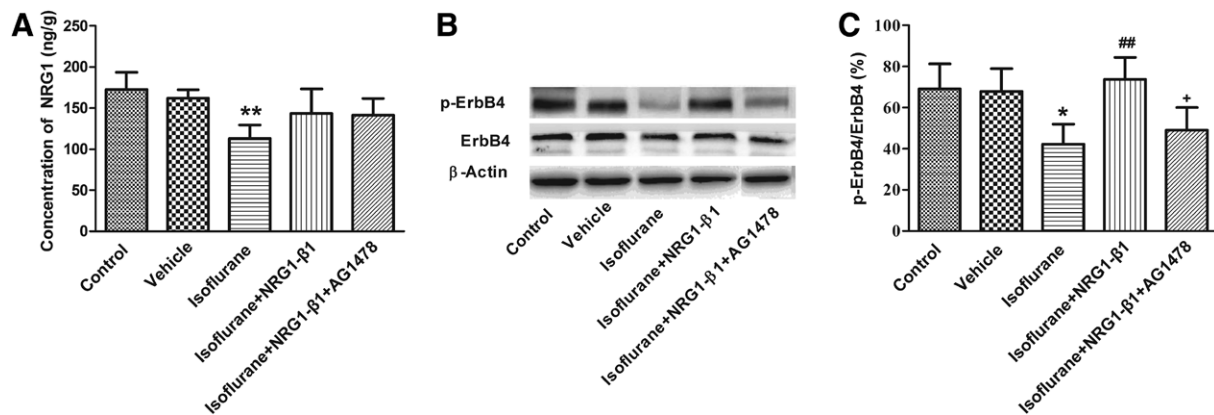 A
Concentration of NRG1 (ng/g)
250
200
150
100
50
0
**
Control
Vehicle
Isoflurane
Isoflurane+NRG1-β1
Isoflurane+NRG1-β1+AG1478
B
p-ErbB4
ErbB4
β-Actin
Control
Vehicle
Isoflurane
Isoflurane+NRG1-β1
Isoflurane+NRG1-β1+AG1478
C
p-ErbB4/ErbB4 (%)
100
80
60
40
20
0
*
##
+
Control
Vehicle
Isoflurane
Isoflurane+NRG1-β1
Isoflurane+NRG1-β1+AG1478